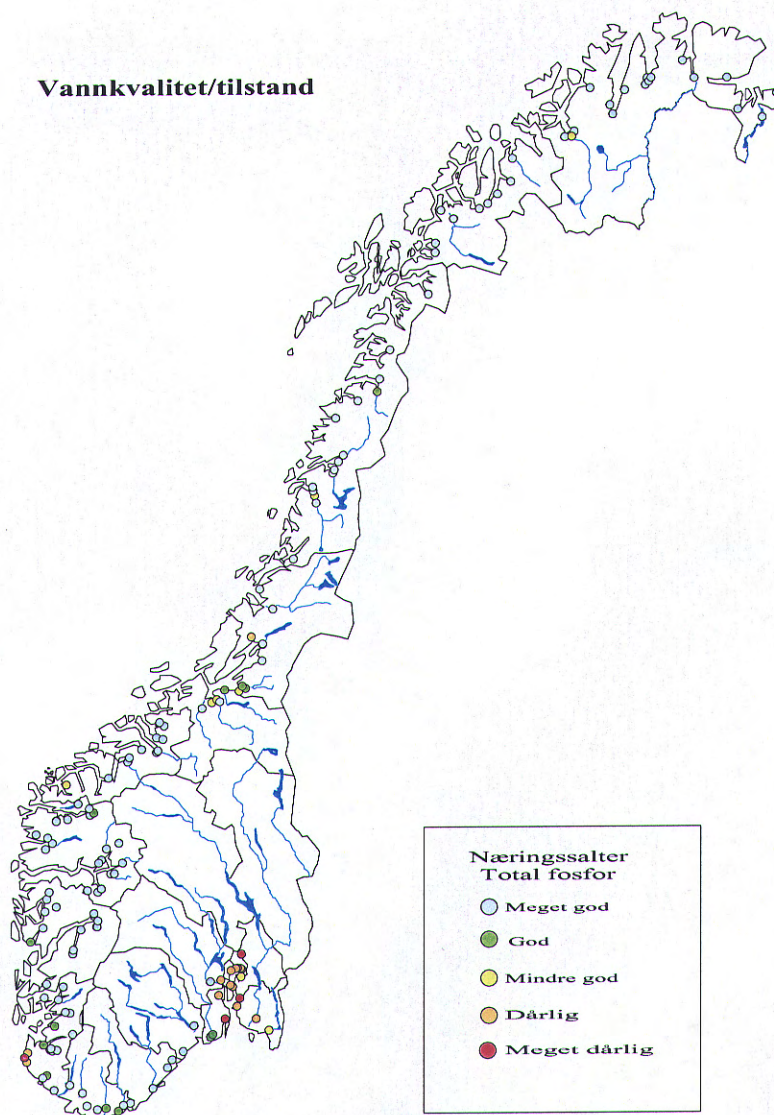 Vannkvalitet/tilstand
Næringssalter
Total fosfor
Meget god
God
Mindre god
Dårlig
Meget dårlig